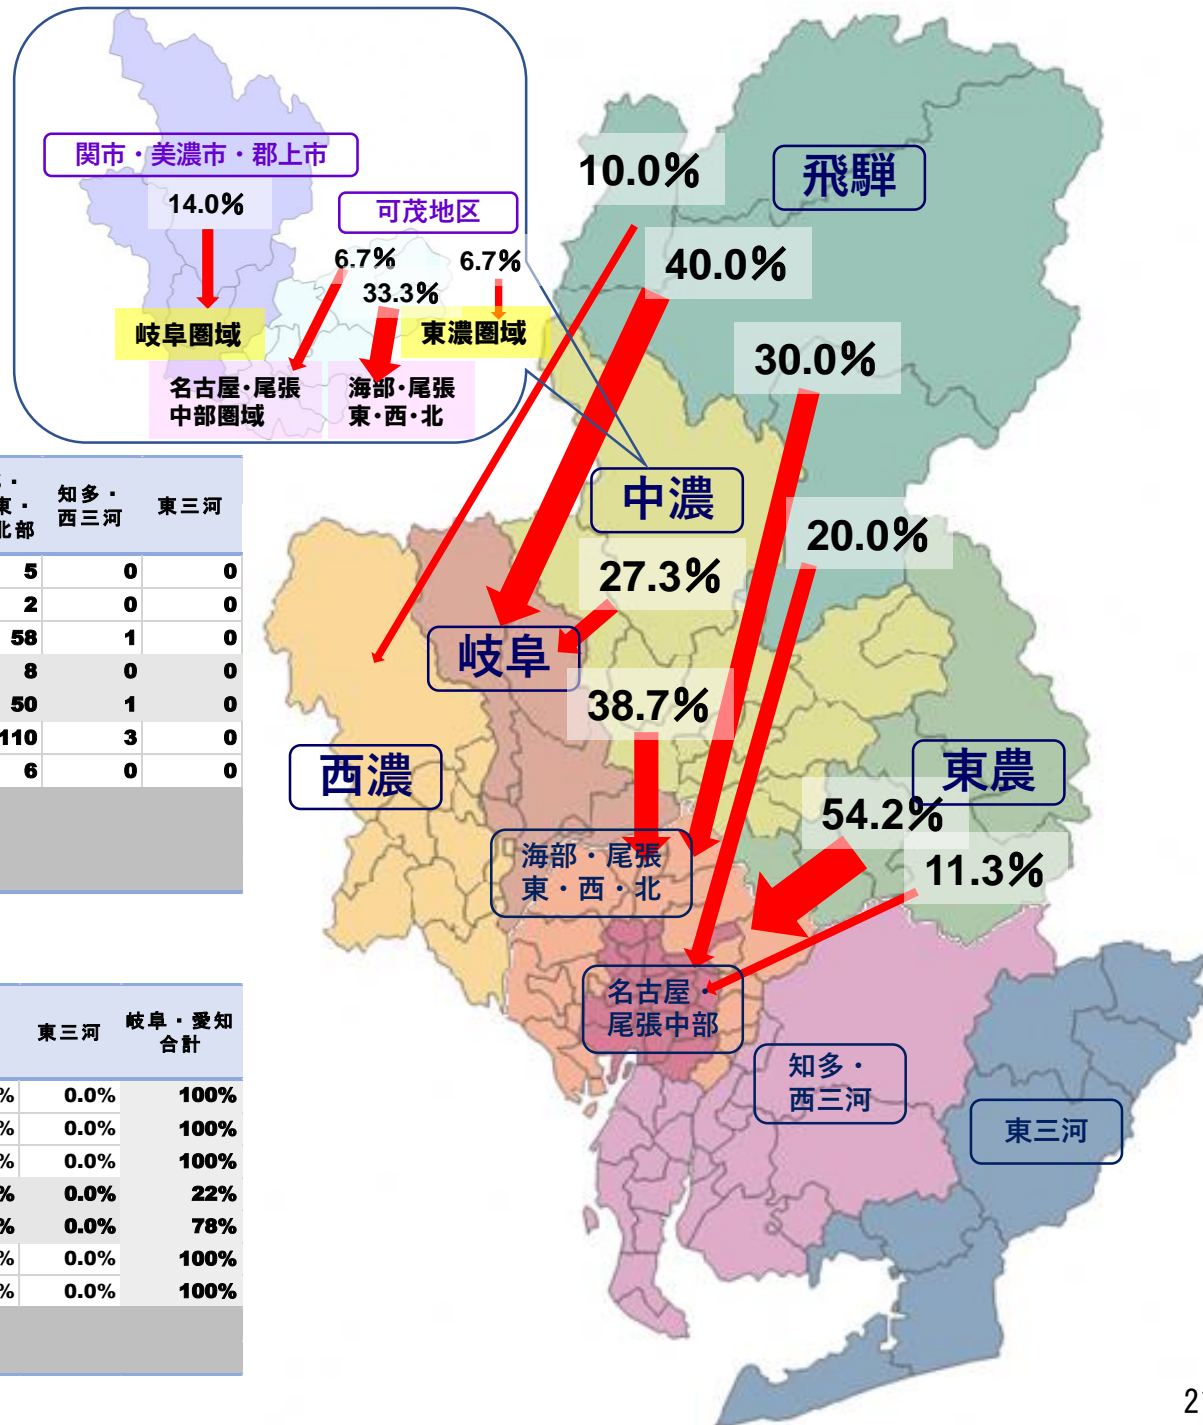 関市・美濃市・郡上市
14.0%
可茂地区
6.7%
6.7%
33.3%
岐阜圏域
東濃圏域
名古屋・尾張
中部圏域
海部・尾張
東・西・北
10.0%
飛騨
40.0%
30.0%
中濃
20.0%
27.3%
岐阜
38.7%
西濃
東農
54.2%
11.3%
海部・尾張
東・西・北
名古屋・
尾張中部
知多・
西三河
東三河
知多・
西三河
東三河
東・
北部
5 0 0
2 0 0
58 1 0
8 0 0
50 1 0
110 3 0
6 0 0
東三河
岐阜・愛知
合計
% 0.0% 100%
% 0.0% 100%
% 0.0% 100%
% 0.0% 22%
% 0.0% 78%
% 0.0% 100%
% 0.0% 100%